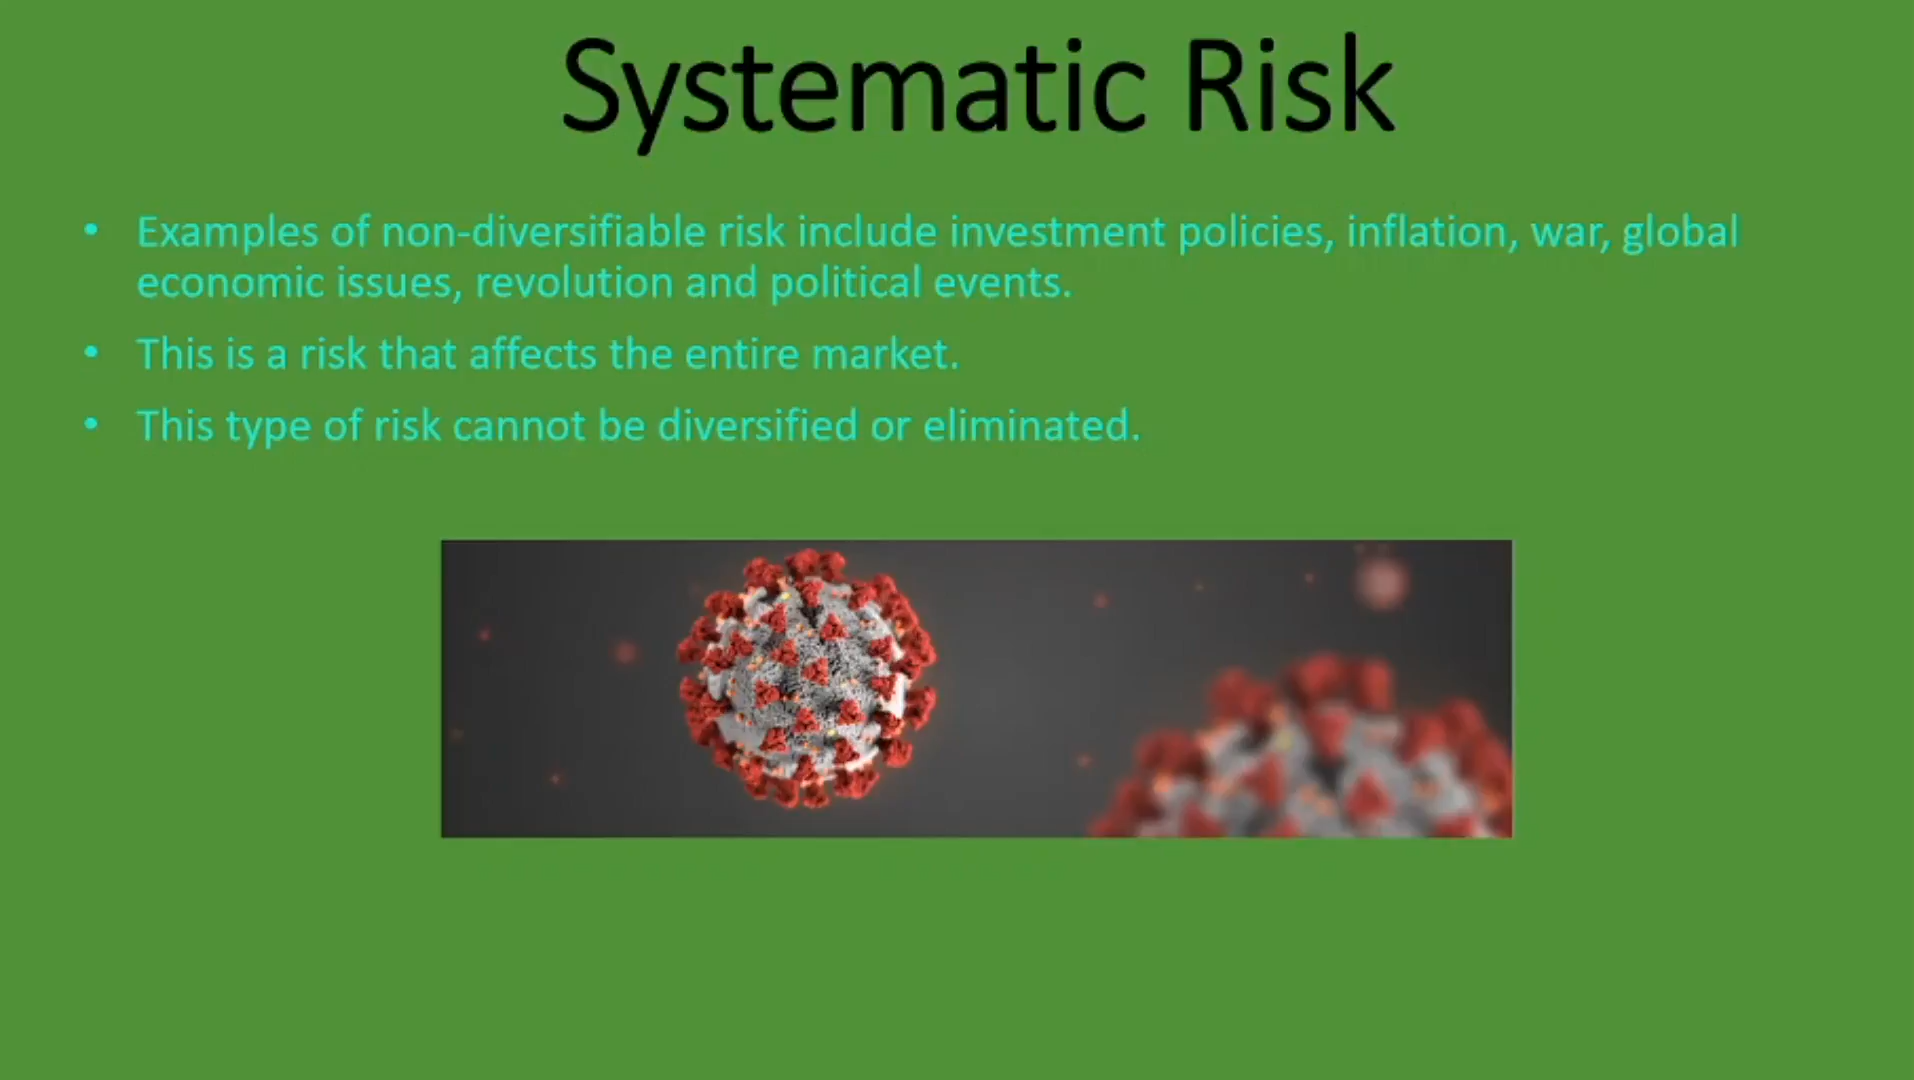 Systematic Risk
• Examples of non-diversifiable risk include investment policies, inflation, war, global
economic issues, revolution and political events.
• This is a risk that affects the entire market.
• This type of risk cannot be diversified or eliminated.